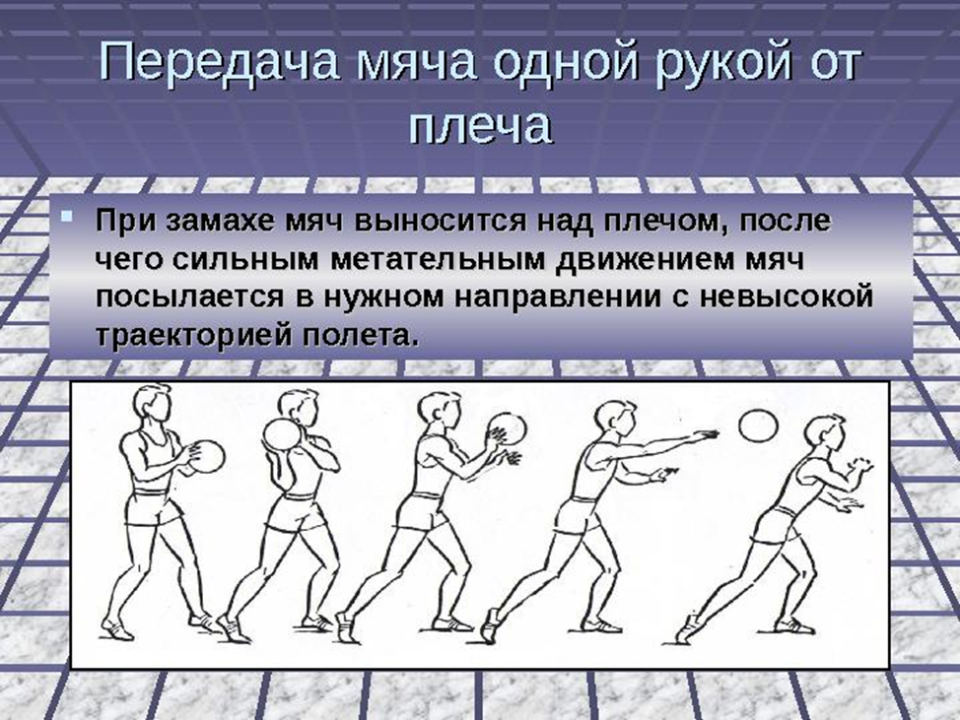 Передача мяча одной рукой от
плеча
При замахе мяч выносится над плечом, после
чего сильным метательным движением мяч
посылается в нужном направлении с невысокой
траекторией полета.